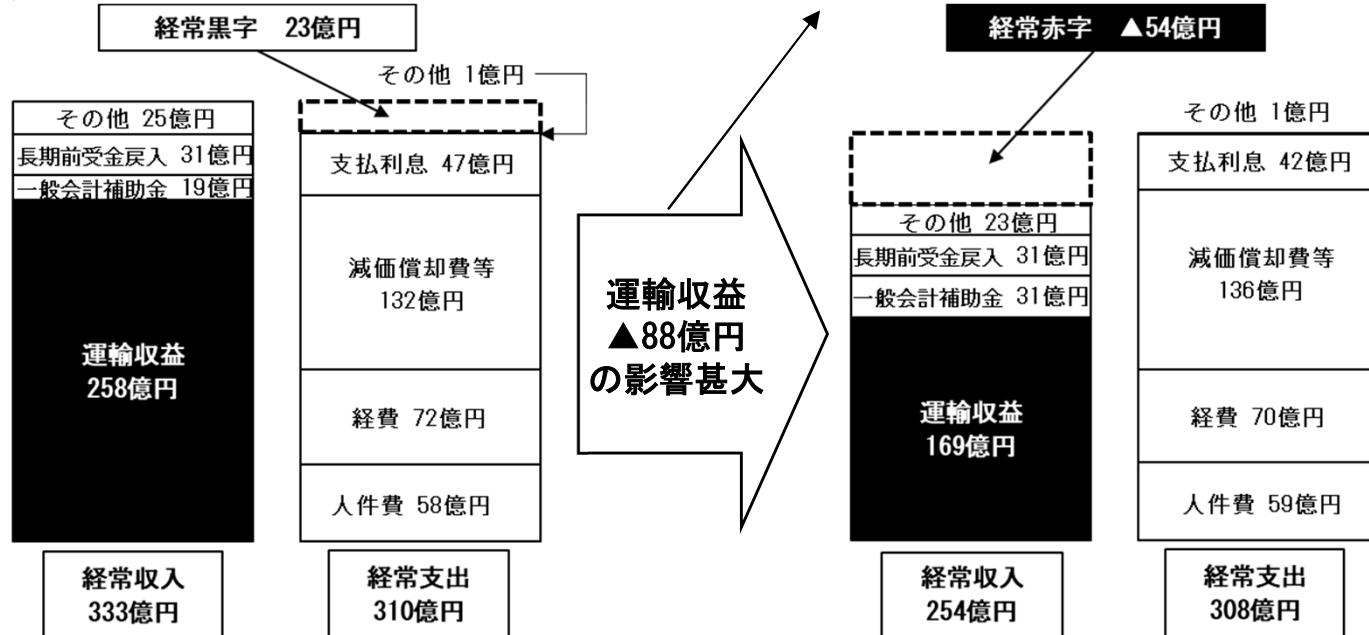 経常黒字 23億円
その他 1億円
その他 25億円
長期前受金戻入 31億円
一般会計補助金 19億円
運輸収益
258億円
経常収入
333億円
支払利息 47億円
減価償却費等
132億円
経費 72億円
人件費 58億円
経常支出
310億円
運輸収益
▲88億円
の影響甚大
経常赤字 ▲54億円
その他 23億円
長期前受金戻入 31億円
一般会計補助金 31億円
運輸収益
169億円
経常収入
254億円
その他 1億円
支払利息 42億円
減価償却費等
136億円
経費 70億円
人件費 59億円
経常支出
308億円